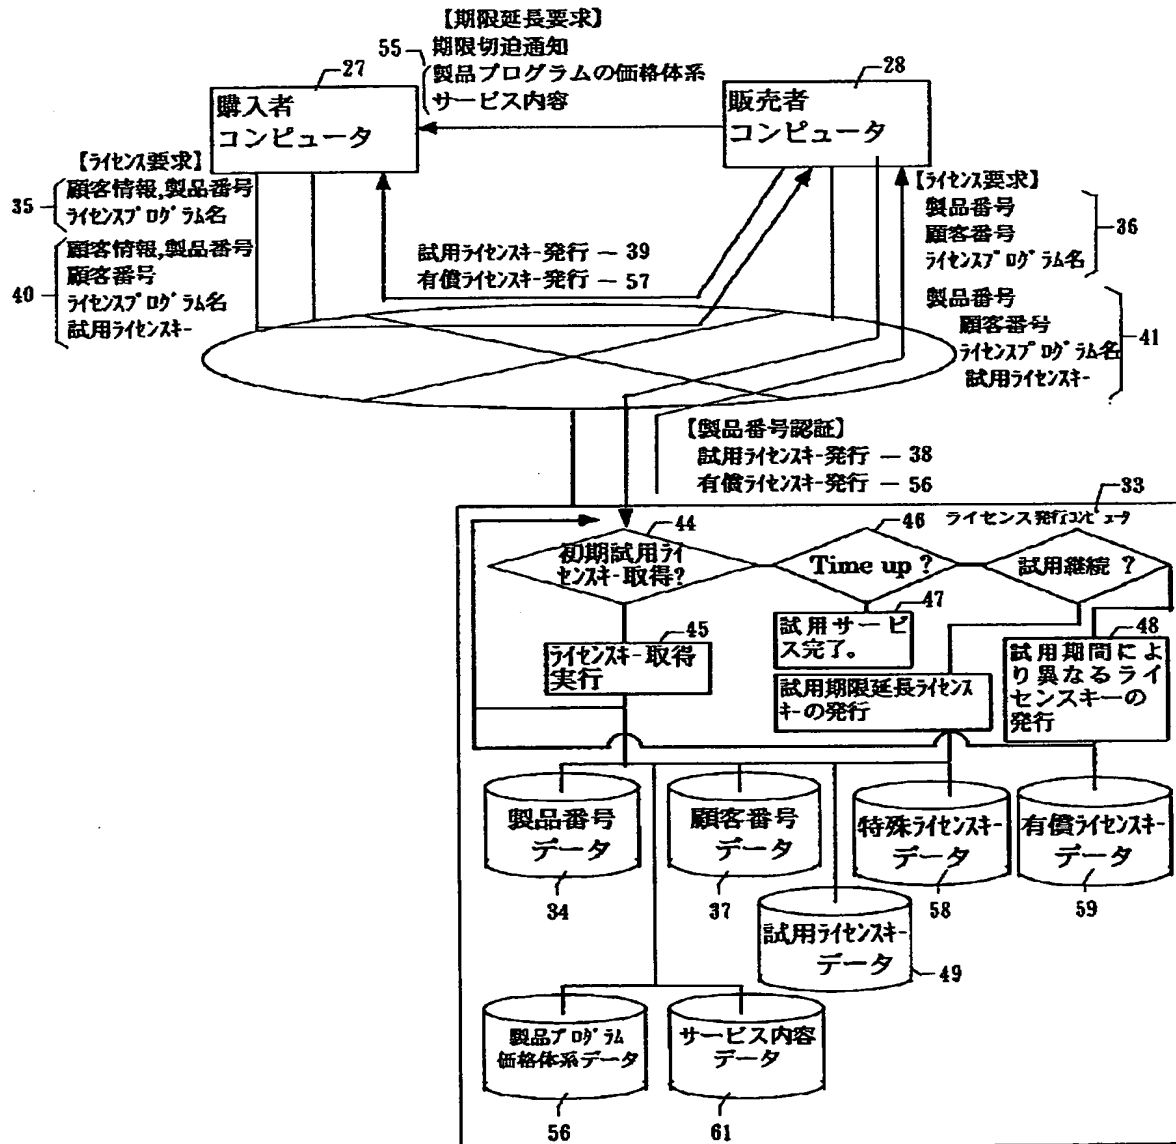 【期限延長要求】
55
期限切迫通知
製品プログラムの価格体系
サービス内容
27
購入者
コンピュータ
28
販売者
コンピュータ
【ライセンス要求】
35
顧客情報,製品番号
ライセンスプログラム名
40
顧客情報,製品番号
顧客番号
ライセンスプログラム名
試用ライセンスキー
試用ライセンスキー発行 — 39
有償ライセンスキー発行 — 57
【ライセンス要求】
製品番号
顧客番号
ライセンスプログラム名
36
製品番号
顧客番号
ライセンスプログラム名
試用ライセンスキー
41
【製品番号認証】
試用ライセンスキー発行 — 38
有償ライセンスキー発行 — 56
33
ライセンス発行コンピュータ
44
初期試用ライ
センスキー取得?
46
Time up ?
試用継続 ?
45
ライセンスキー取得
実行
47
試用サービ
ス完了。
試用期限延長ライセンス
キーの発行
48
試用期間によ
り異なるライ
センスキーの
発行
製品番号
データ
34
顧客番号
データ
37
特殊ライセンスキー
データ
58
有償ライセンスキー
データ
59
試用ライセンスキー
データ
49
製品プログラム
価格体系データ
56
サービス内容
データ
61